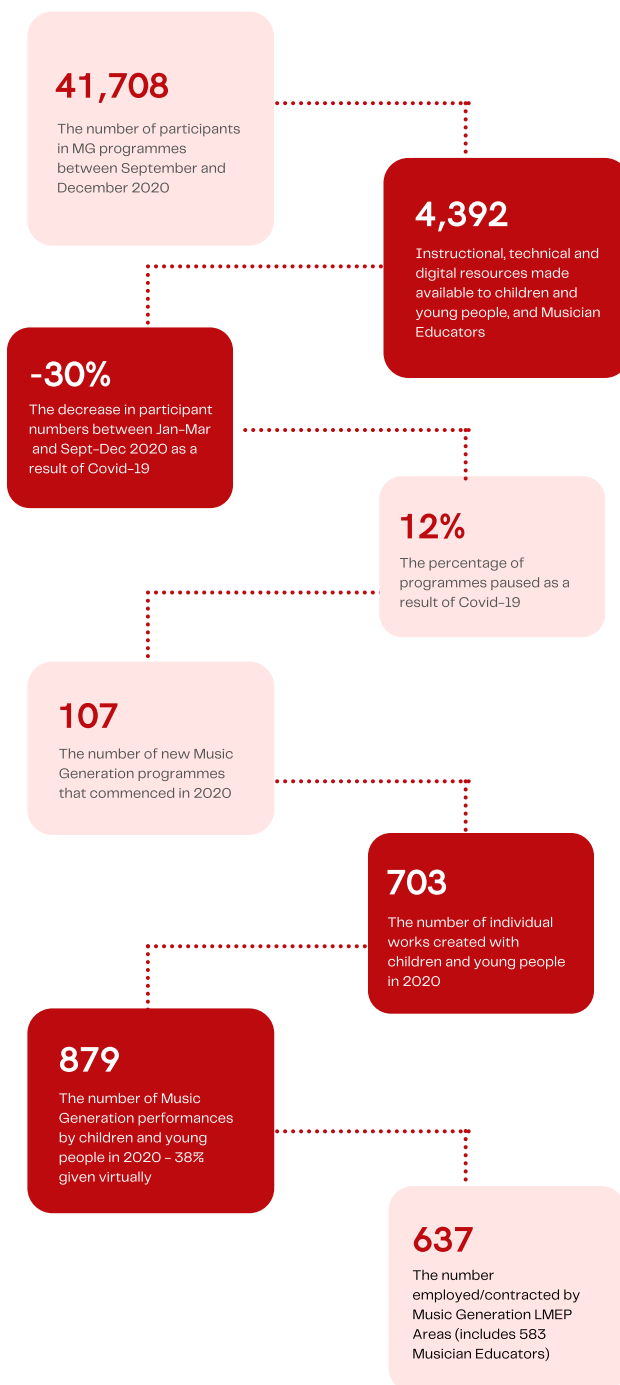 41,708
The number of participants
in MG programmes
between September and
December 2020
4,392
Instructional, technical and
digital resources made
available to children and
young people, and Musician
Educators
-30%
The decrease in participant
numbers between Jan-Mar
and Sept-Dec 2020 as a
result of Covid-19
12%
The percentage of
programmes paused as a
result of Covid-19
107
The number of new Music
Generation programmes
that commenced in 2020
703
The number of individual
works created with
children and young people
in 2020
879
The number of Music
Generation performances
by children and young
people in 2020 - 38%
given virtually
637
The number
employed/contracted by
Music Generation LMEP
Areas (includes 583
Musician Educators)